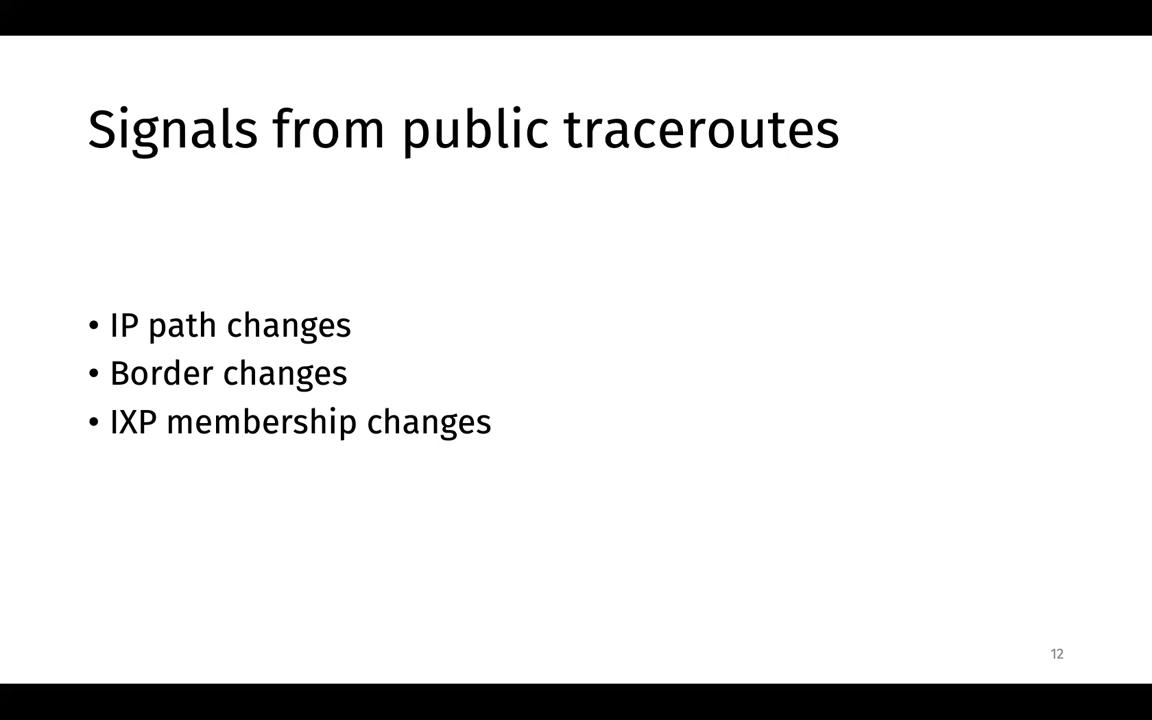 Signals from public traceroutes
• IP path changes
• Border changes
• IXP membership changes
12